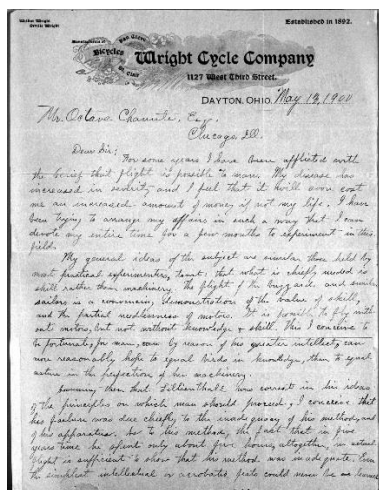 Wilbur Wright
Orville Wright
Established in 1892.
Manufacturers of
Van Cleve
Bicycles
St. Clair
Wright Cycle Company
1127 West Third Street.
DAYTON, OHIO, May 13, 1900
Mr. Octave Chanute, Esq.
Chicago, Ill.
Dear Sir;
For some years I have been afflicted with
the belief that flight is possible to man. My disease has
increased in severity and I feel that it will soon cost
me an increased amount of money if not my life. I have
been trying to arrange my affairs in such a way that I can
devote my entire time for a few months to experiment in this
field.
My general ideas of the subject are similar those held by
most practical experimenters, to wit: that what is chiefly needed is
skill rather than machinery. The flight of the buzzard and similar
sailors is a convincing demonstration of the value of skill,
and the partial needlessness of motors. It is possible to fly with-
out motors, but not without knowledge & skill. This I conceive to
be fortunate, for man, by reason of his greater intellect, can
more reasonably hope to equal birds in knowledge, than to equal
nature in the perfection of her machinery.
Assuming then that Lilienthal was correct in his ideas
of the principles on which man should proceed, I conceive that
his failure was due chiefly to the inadequacy of his method, and
of his apparatus. As to his method, the fact that in five
years time he spent only about five hours, altogether, in actual
flight is sufficient to show that his method was inadequate. Even
the simplest intellectual or acrobatic feats could never be learned